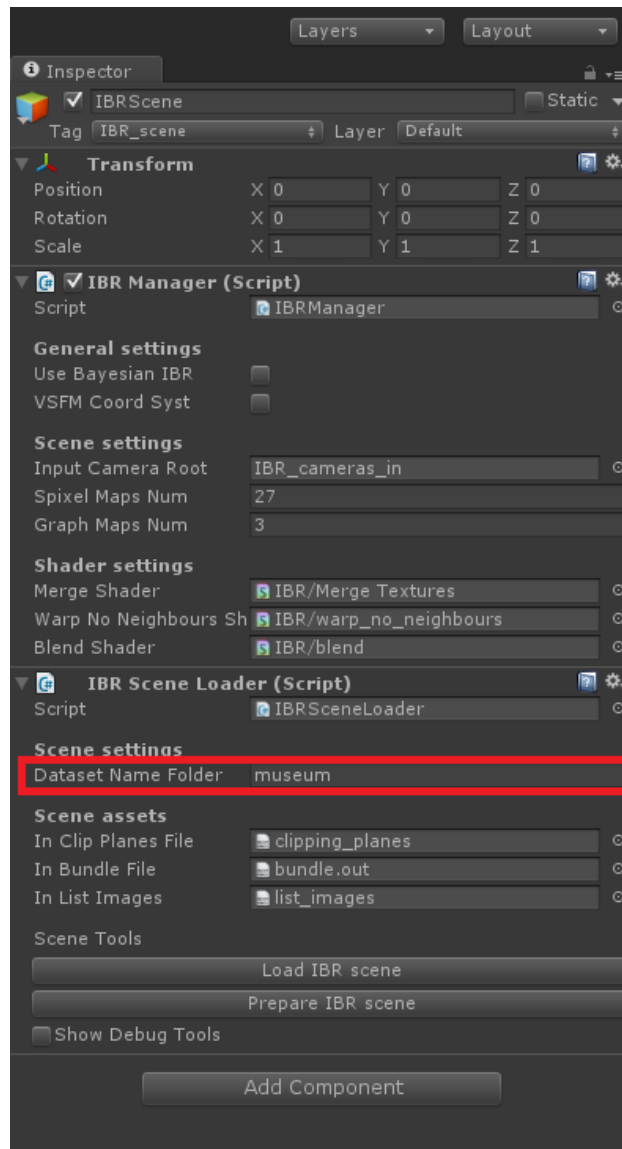 Layers Layout
Inspector
IBRScene Static
Tag IBR_scene Layer Default
Transform
Position X 0 Y 0 Z 0
Rotation X 0 Y 0 Z 0
Scale X 1 Y 1 Z 1
IBR Manager (Script)
Script IBRManager
General settings
Use Bayesian IBR
VSFM Coord Syst
Scene settings
Input Camera Root IBR_cameras_in
Spixel Maps Num 27
Graph Maps Num 3
Shader settings
Merge Shader IBR/Merge Textures
Warp No Neighbours Sh IBR/warp_no_neighbours
Blend Shader IBR/blend
IBR Scene Loader (Script)
Script IBRSceneLoader
Scene settings
Dataset Name Folder museum
Scene assets
In Clip Planes File clipping_planes
In Bundle File bundle.out
In List Images list_images
Scene Tools
Load IBR scene
Prepare IBR scene
Show Debug Tools
Add Component